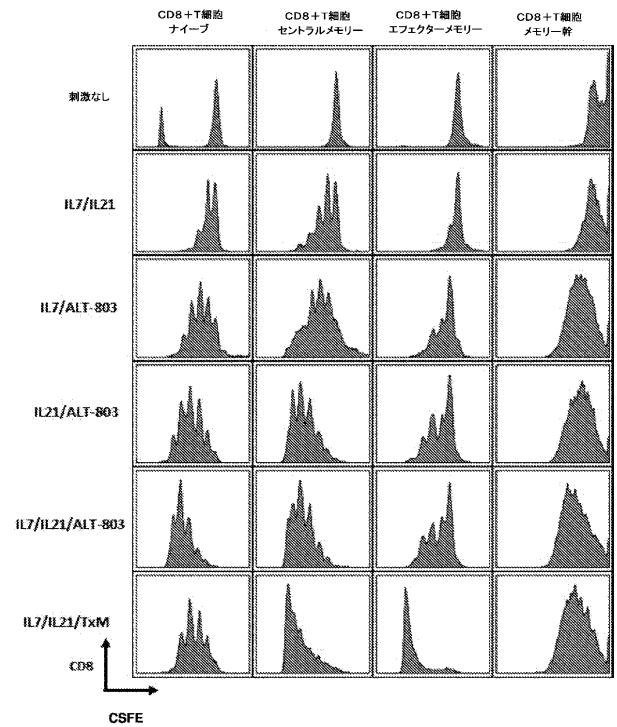 CD8+T細胞
ナイーブ
CD8+T細胞
セントラルメモリー
CD8+T細胞
エフェクターメモリー
CD8+T細胞
メモリー幹
刺激なし
IL7/IL21
IL7/ALT-803
IL21/ALT-803
IL7/IL21/ALT-803
IL7/IL21/TxM
CD8
CSFE